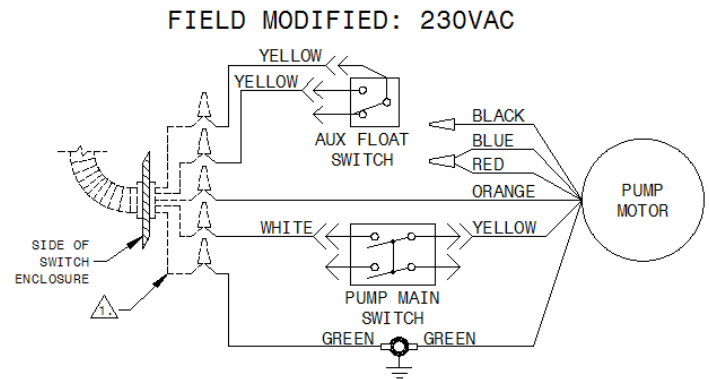 FIELD MODIFIED: 230VAC
YELLOW
YELLOW
AUX FLOAT
SWITCH
BLACK
BLUE
RED
ORANGE
PUMP
MOTOR
WHITE
YELLOW
SIDE OF
SWITCH
ENCLOSURE
1.
PUMP MAIN
SWITCH
GREEN
GREEN